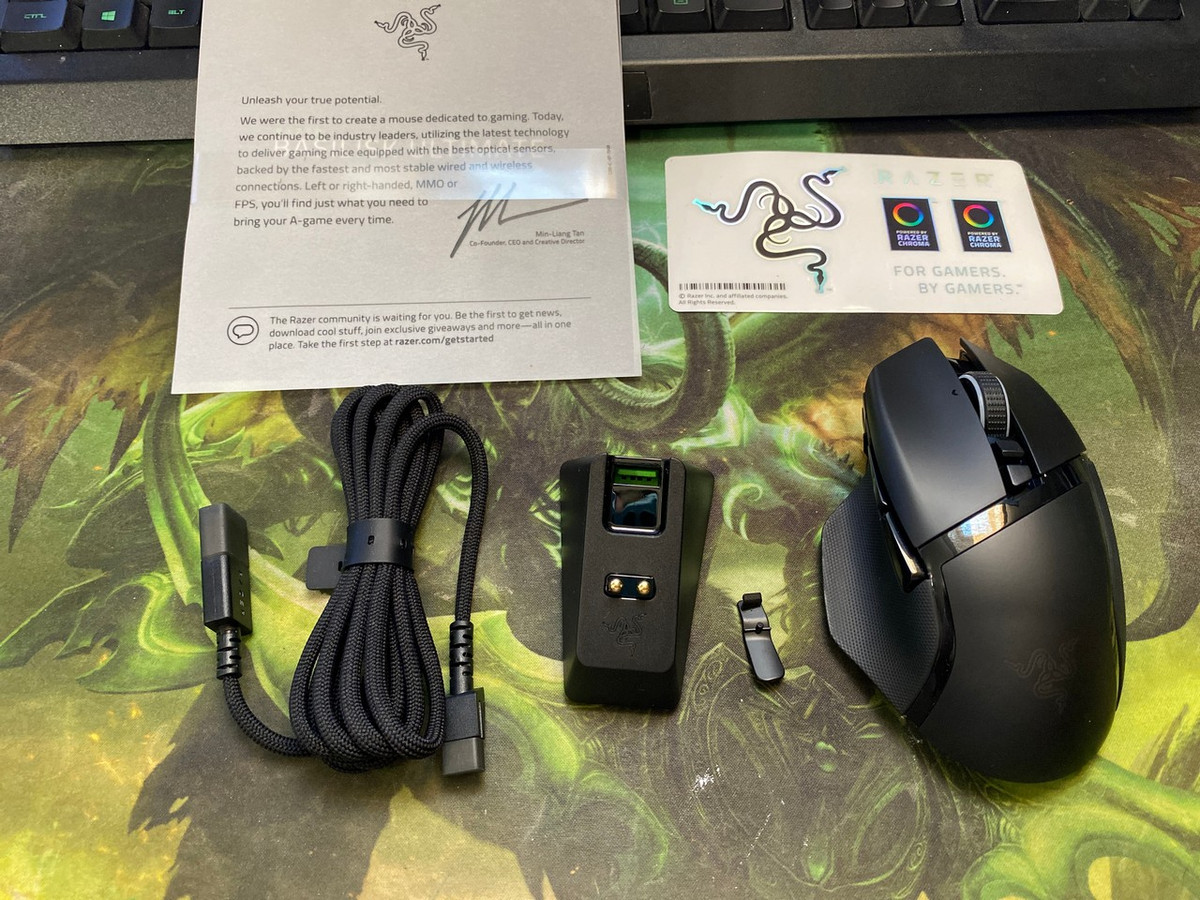 CTRL
ALT
Unleash your true potential.
We were the first to create a mouse dedicated to gaming. Today,
we continue to be industry leaders, utilizing the latest technology
to deliver gaming mice equipped with the best optical sensors,
backed by the fastest and most stable wired and wireless
connections. Left or right-handed, MMO or
FPS, you'll find just what you need to
bring your A-game every time.
Min-Liang Tan
Co-Founder, CEO and Creative Director
The Razer community is waiting for you. Be the first to get news,
download cool stuff, join exclusive giveaways and more—all in one
place. Take the first step at razer.com/getstarted
RAZER
POWERED BY
RAZER
CHROMA
POWERED BY
RAZER
CHROMA
FOR GAMERS.
BY GAMERS.™
© Razer Inc. and affiliated companies.
All Rights Reserved.